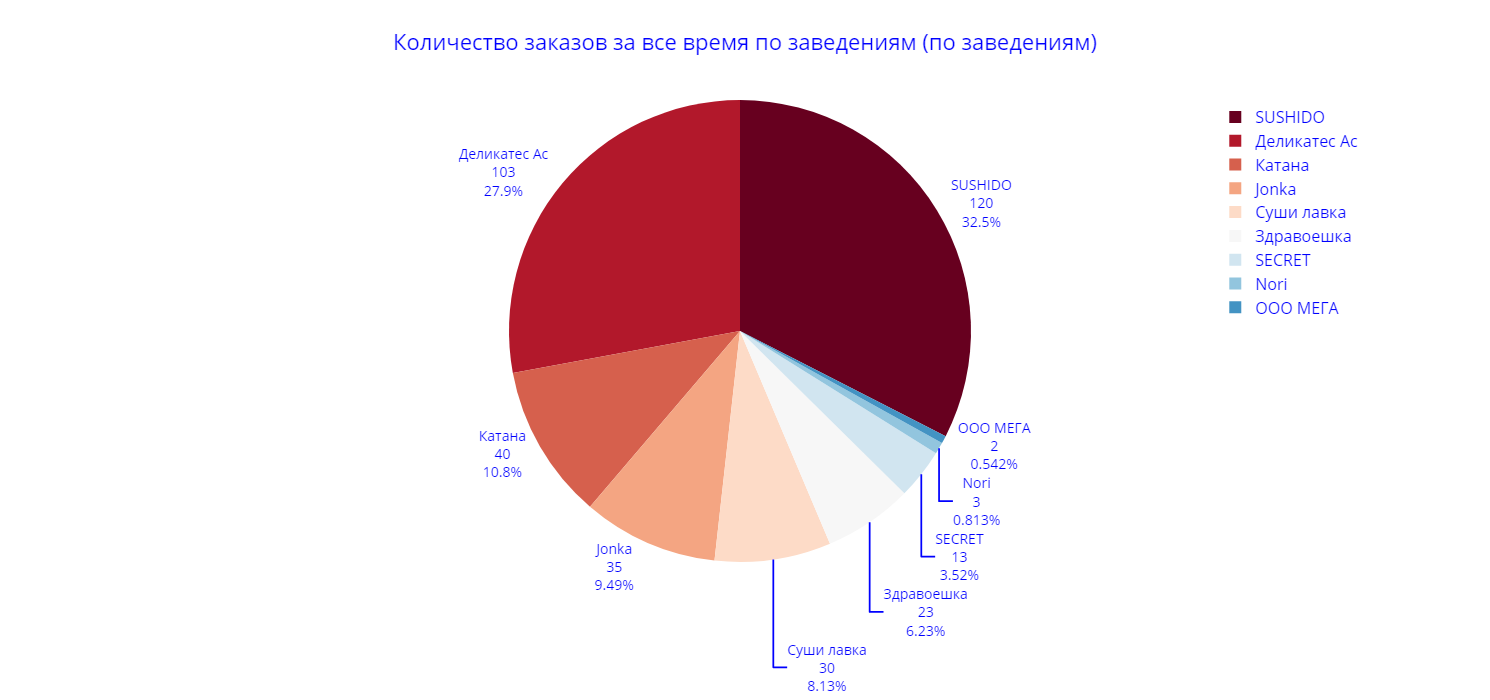 Количество заказов за все время по заведениям (по заведениям)
SUSHIDO
Деликатес Ас
Катана
Jonka
Суши лавка
Здравоешка
SECRET
Nori
ООО МЕГА
Деликатес Ас
103
27.9%
SUSHIDO
120
32.5%
Катана
40
10.8%
ООО МЕГА
2
0.542%
Nori
3
0.813%
SECRET
13
3.52%
Jonka
35
9.49%
Здравоешка
23
6.23%
Суши лавка
30
8.13%